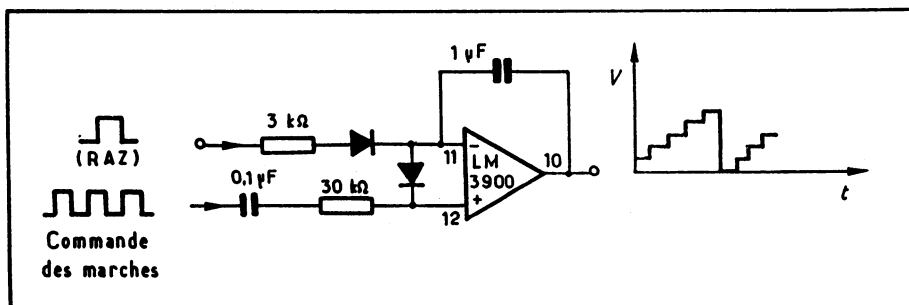 1 µF
V
3 kΩ
(RAZ)
11
−
LM
3900
10
t
0,1 µF
30 kΩ
12
+
Commande
des marches